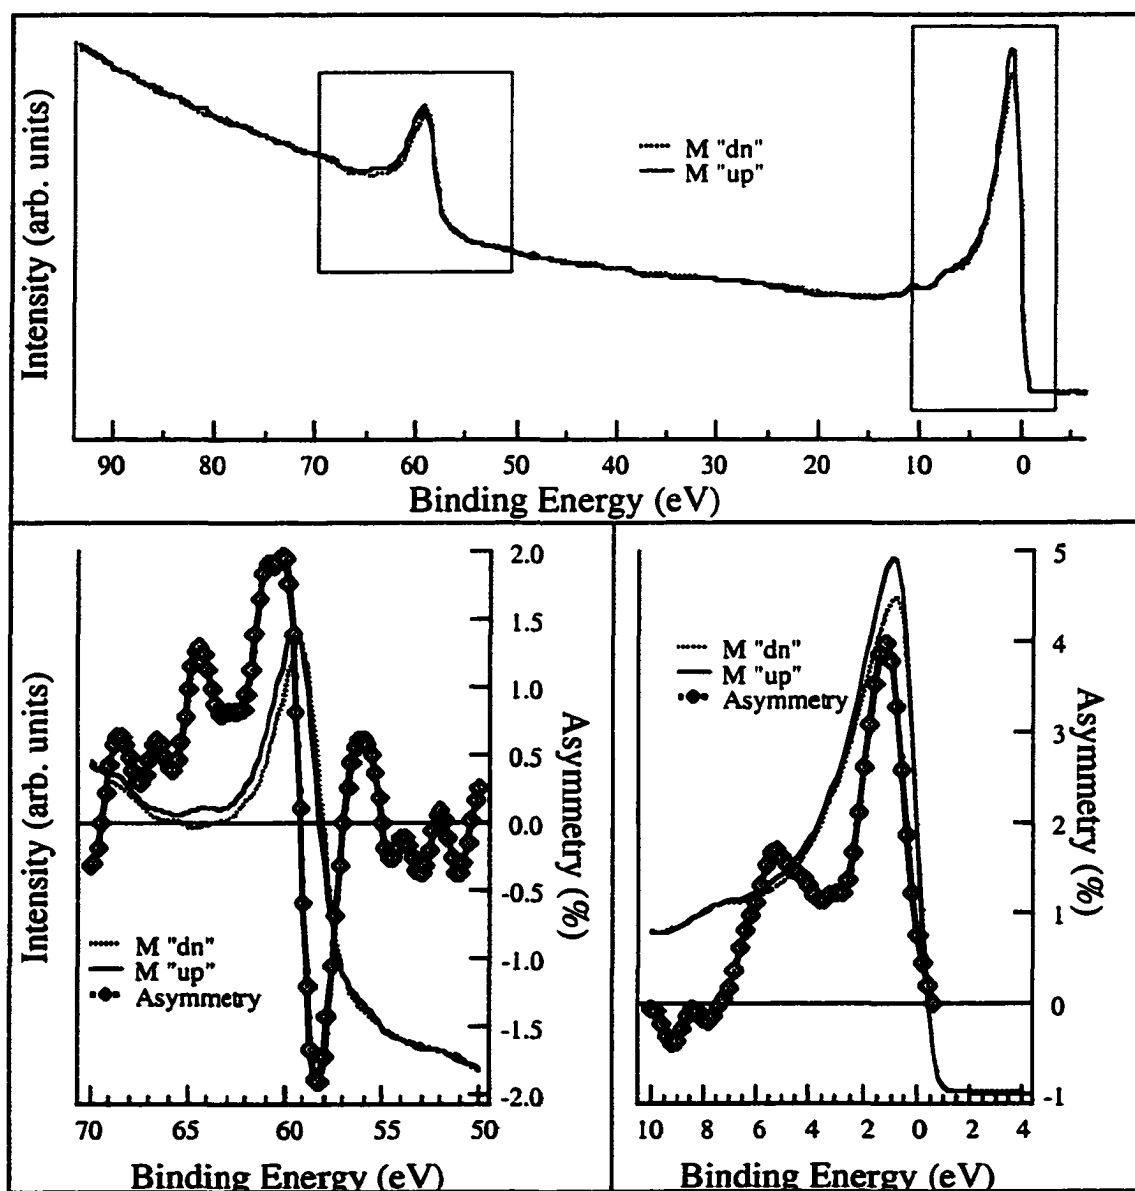 Intensity (arb. units)
M "dn"
M "up"
90 80 70 60 50 40 30 20 10 0
Binding Energy (eV)
Intensity (arb. units)
2.0
1.5
1.0
0.5
0.0
-0.5
-1.0
-1.5
-2.0
Asymmetry (%)
M "dn"
M "up"
Asymmetry
70 65 60 55 50
Binding Energy (eV)
M "dn"
M "up"
Asymmetry
5
4
3
2
1
0
-1
Asymmetry (%)
10 8 6 4 2 0 2 4
Binding Energy (eV)